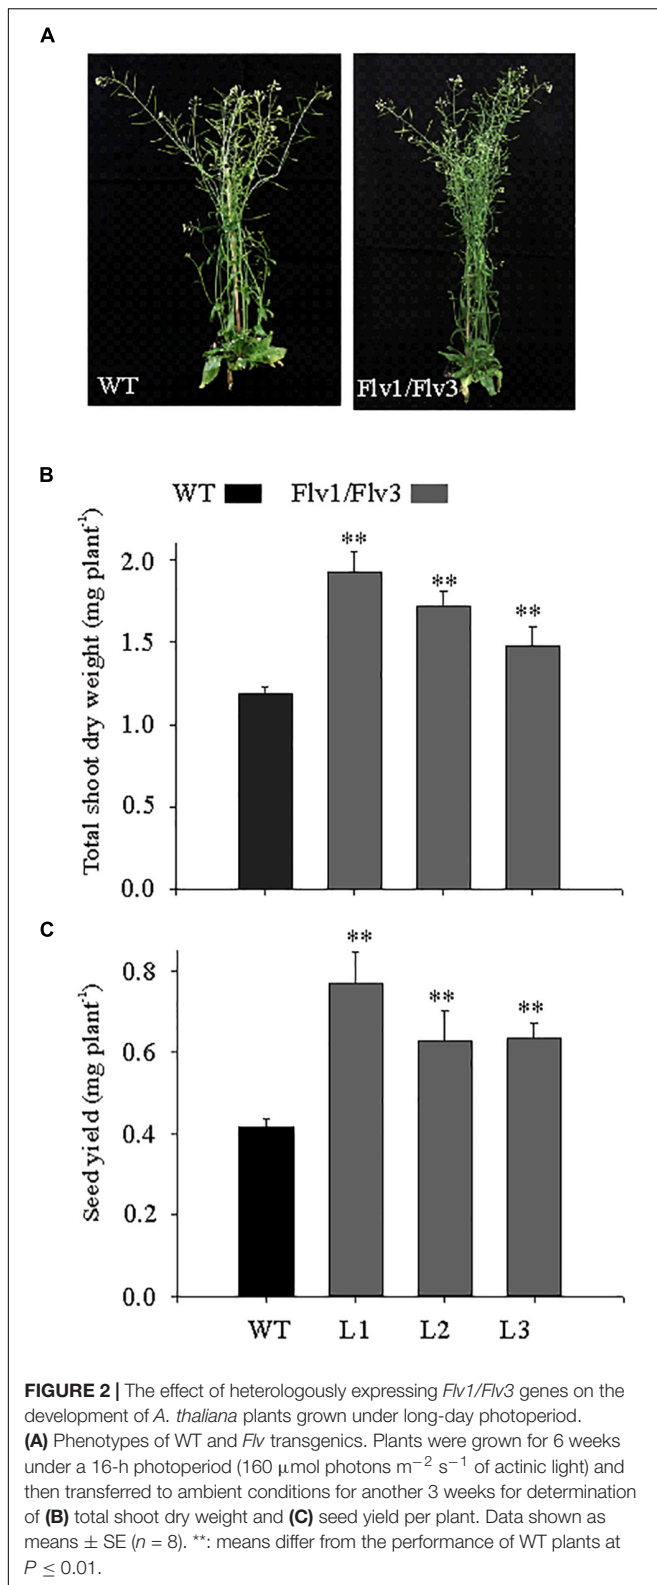 A
WT
Flv1/Flv3
B
WT Flv1/Flv3
Total shoot dry weight (mg plant⁻¹)
2.0
1.5
1.0
0.5
0.0
** ** **
C
Seed yield (mg plant⁻¹)
0.8
0.6
0.4
0.2
0.0
** ** **
WT L1 L2 L3
FIGURE 2 | The effect of heterologously expressing Flv1/Flv3 genes on the
development of A. thaliana plants grown under long-day photoperiod.
(A) Phenotypes of WT and Flv transgenics. Plants were grown for 6 weeks
under a 16-h photoperiod (160 μmol photons m⁻² s⁻¹ of actinic light) and
then transferred to ambient conditions for another 3 weeks for determination
of (B) total shoot dry weight and (C) seed yield per plant. Data shown as
means ± SE (n = 8). **: means differ from the performance of WT plants at
P ≤ 0.01.